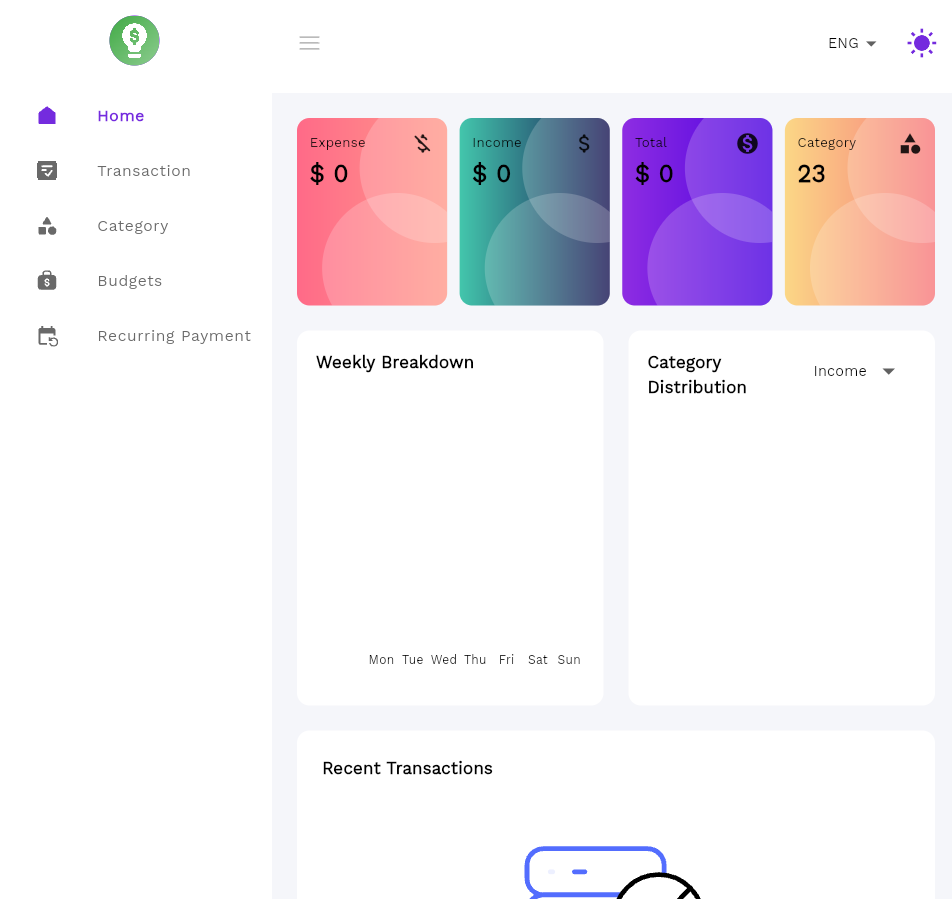 ENG
Home
Transaction
Category
Budgets
Recurring Payment
Expense
$ 0
Income
$ 0
Total
$ 0
Category
23
Weekly Breakdown
Mon Tue Wed Thu Fri Sat Sun
Category
Distribution
Income
Recent Transactions